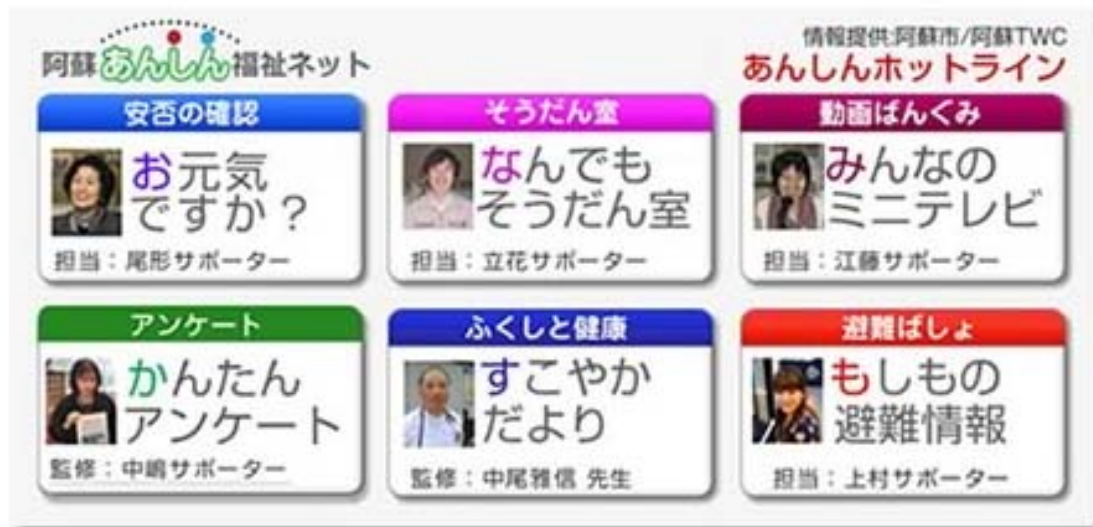 阿蘇あんしん福祉ネット
情報提供:阿蘇市/阿蘇TWC
あんしんホットライン
安否の確認
お元気
ですか？
担当：尾形サポーター
そうだん室
なんでも
そうだん室
担当：立花サポーター
動画ばんぐみ
みんなの
ミニテレビ
担当：江藤サポーター
アンケート
かんたん
アンケート
監修：中嶋サポーター
ふくしと健康
すこやか
だより
監修：中尾雅信 先生
避難ばしょ
もしもの
避難情報
担当：上村サポーター